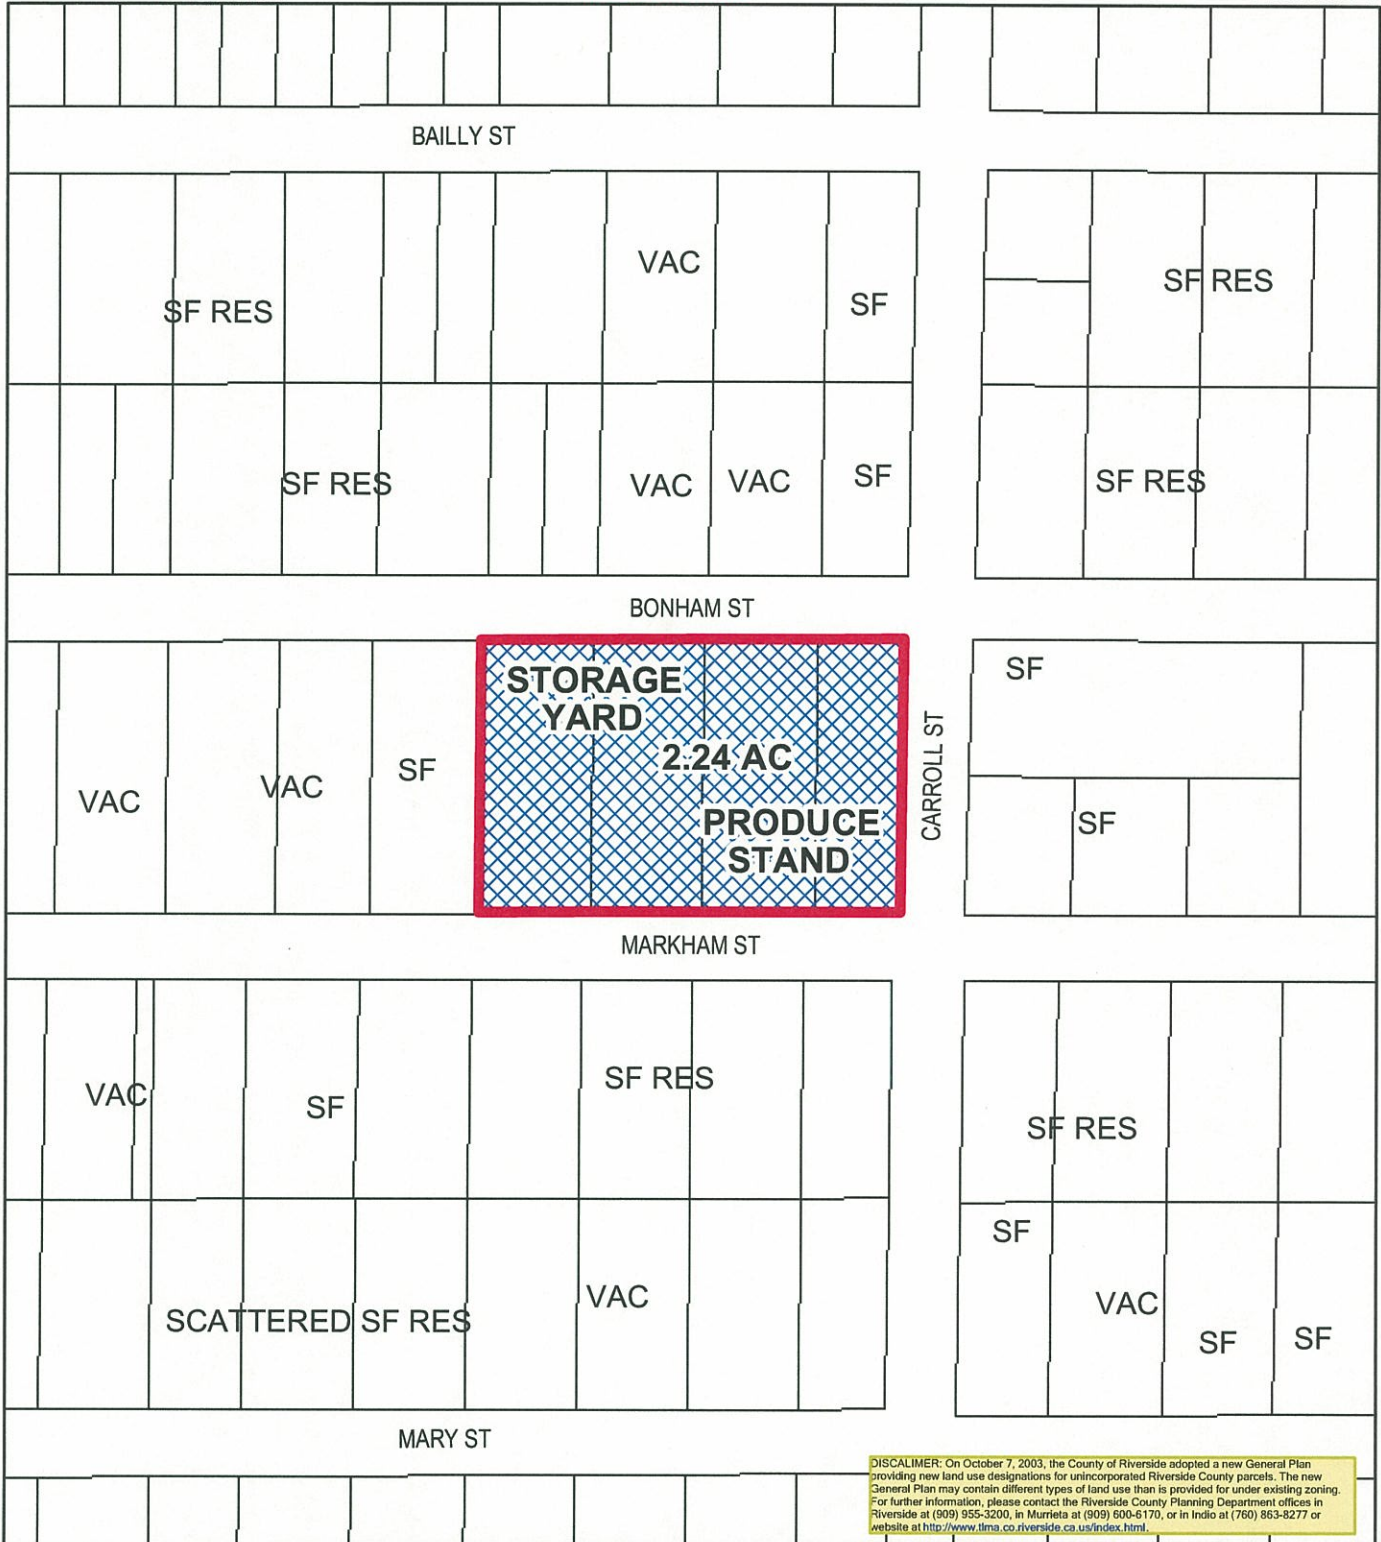 BAILLY ST
VAC
SF RES
SF
SF RES
SF RES
VAC
VAC
SF
SF RES
BONHAM ST
STORAGE
YARD
2.24 AC
PRODUCE
STAND
CARROLL ST
SF
SF
VAC
VAC
SF
MARKHAM ST
VAC
SF
SF RES
SF RES
SF
SCATTERED SF RES
VAC
VAC
SF
SF
MARY ST
DISCALIMER: On October 7, 2003, the County of Riverside adopted a new General Plan
providing new land use designations for unincorporated Riverside County parcels. The new
General Plan may contain different types of land use than is provided for under existing zoning.
For further information, please contact the Riverside County Planning Department offices in
Riverside at (909) 955-3200, in Murrieta at (909) 600-6170, or in Indio at (760) 863-8277 or
website at http://www.tlma.co.riverside.ca.us/index.html.